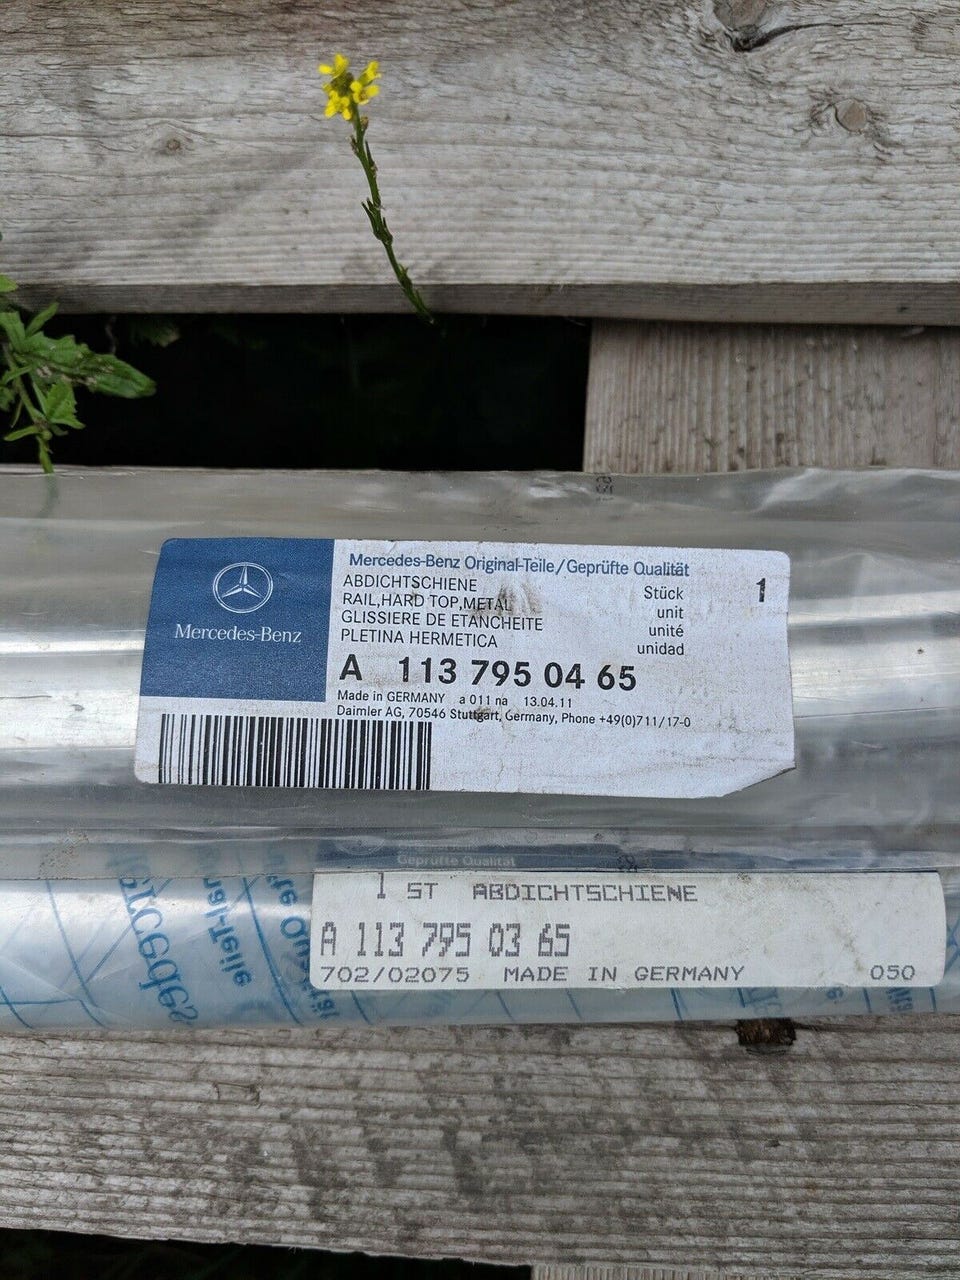 Mercedes-Benz
Mercedes-Benz Original-Teile/Geprüfte Qualität
ABDICHTSCHIENE
RAIL,HARD TOP,METAL
GLISSIERE DE ETANCHEITE
PLETINA HERMETICA
Stück 1
unit
unité
unidad
A 113 795 04 65
Made in GERMANY a 011 na 13.04.11
Daimler AG, 70546 Stuttgart, Germany, Phone +49(0)711/17-0
Geprüfte Qualität
1 ST ABDICHTSCHIENE
A 113 795 03 65
702/02075 MADE IN GERMANY 050